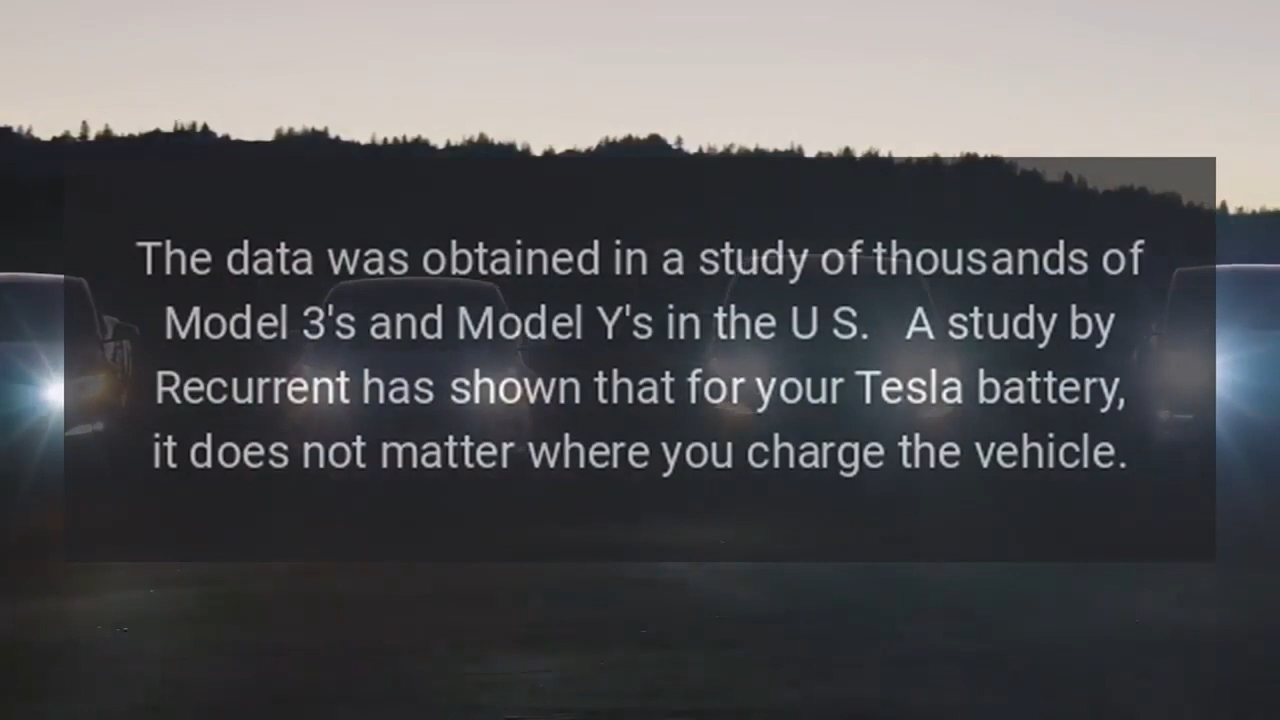 The data was obtained in a study of thousands of
Model 3's and Model Y's in the U S.   A study by
Recurrent has shown that for your Tesla battery,
it does not matter where you charge the vehicle.